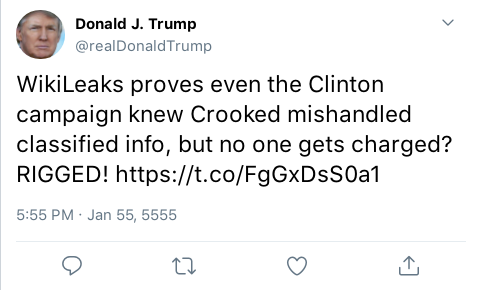 Donald J. Trump
@realDonaldTrump
WikiLeaks proves even the Clinton
campaign knew Crooked mishandled
classified info, but no one gets charged?
RIGGED! https://t.co/FgGxDsS0a1
5:55 PM · Jan 55, 5555